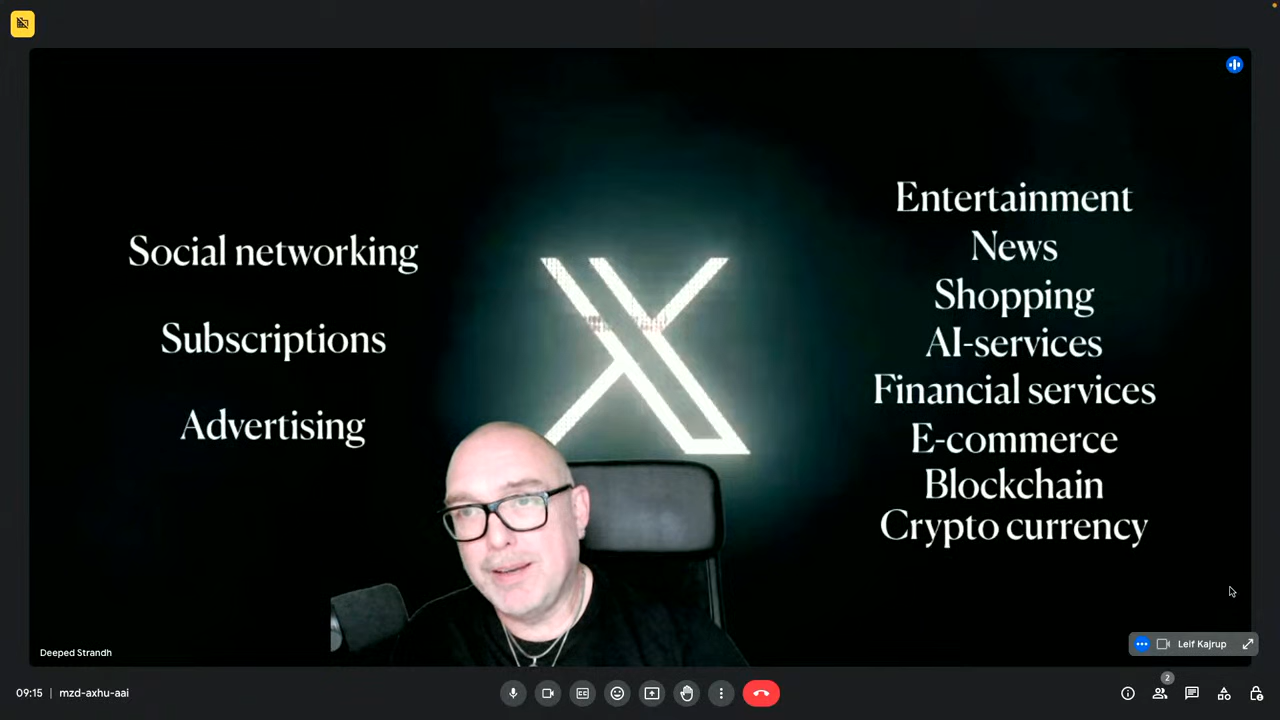 Social networking
Subscriptions
Advertising
X
Entertainment
News
Shopping
AI-services
Financial services
E-commerce
Blockchain
Crypto currency
Deeped Strandh
Leif Kajrup
09:15 | mzd-axhu-aai
CC
2